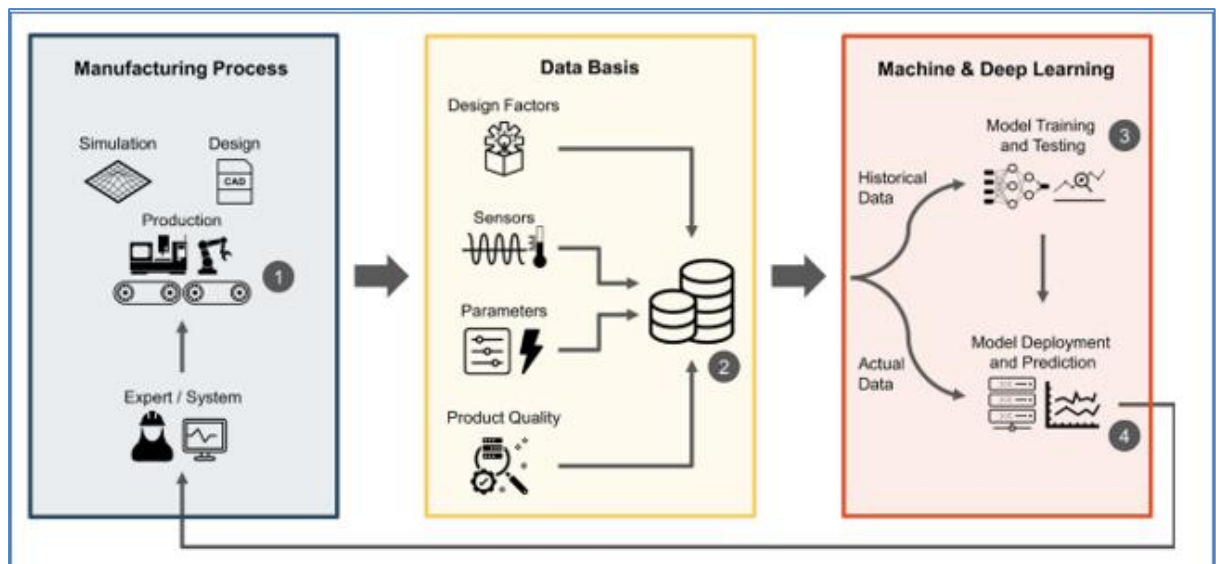 Manufacturing Process
Simulation
Design
CAD
Production
1
Expert / System
Data Basis
Design Factors
Sensors
Parameters
2
Product Quality
Machine & Deep Learning
Model Training
and Testing
3
Historical
Data
Actual
Data
Model Deployment
and Prediction
4